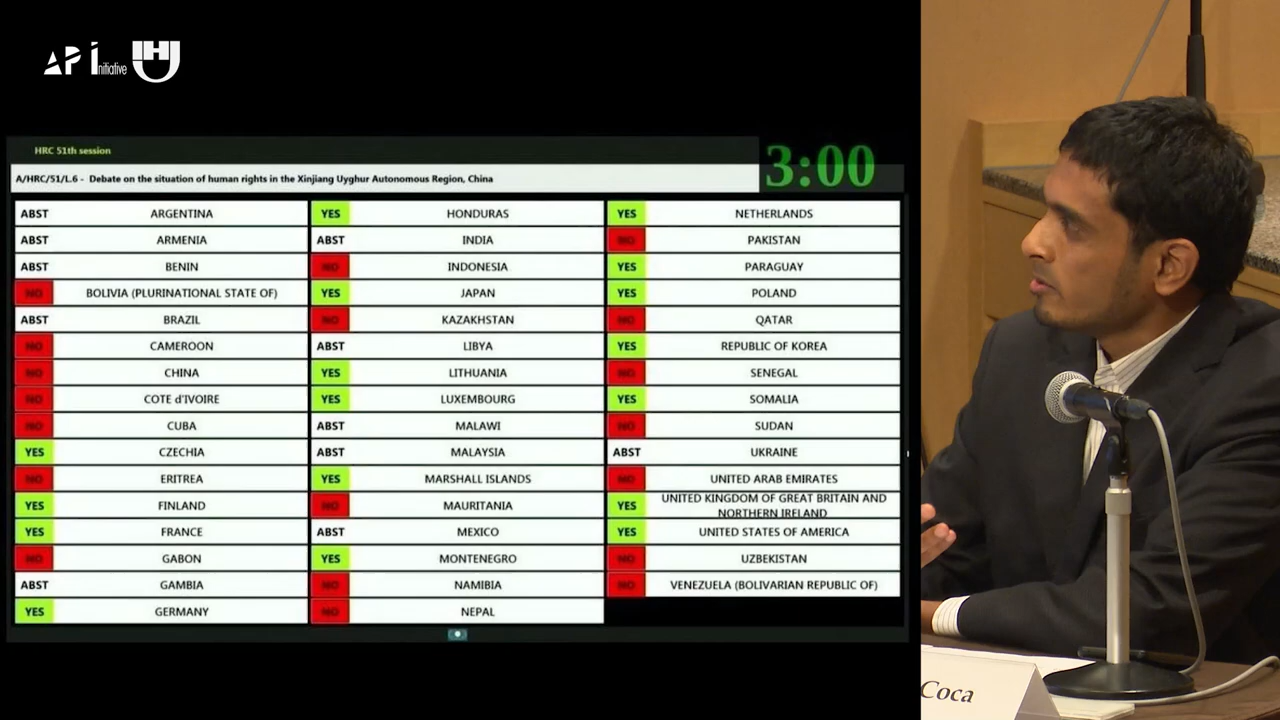 AP Initiative IHJ
HRC 51th session
3:00
A/HRC/51/L.6 - Debate on the situation of human rights in the Xinjiang Uyghur Autonomous Region, China
ABST ARGENTINA
ABST ARMENIA
ABST BENIN
NO BOLIVIA (PLURINATIONAL STATE OF)
ABST BRAZIL
NO CAMEROON
NO CHINA
NO COTE d'IVOIRE
NO CUBA
YES CZECHIA
NO ERITREA
YES FINLAND
YES FRANCE
NO GABON
ABST GAMBIA
YES GERMANY
YES HONDURAS
ABST INDIA
NO INDONESIA
YES JAPAN
NO KAZAKHSTAN
ABST LIBYA
YES LITHUANIA
YES LUXEMBOURG
ABST MALAWI
ABST MALAYSIA
YES MARSHALL ISLANDS
NO MAURITANIA
ABST MEXICO
YES MONTENEGRO
NO NAMIBIA
NO NEPAL
YES NETHERLANDS
NO PAKISTAN
YES PARAGUAY
YES POLAND
NO QATAR
YES REPUBLIC OF KOREA
NO SENEGAL
YES SOMALIA
NO SUDAN
ABST UKRAINE
NO UNITED ARAB EMIRATES
YES UNITED KINGDOM OF GREAT BRITAIN AND
NORTHERN IRELAND
YES UNITED STATES OF AMERICA
NO UZBEKISTAN
NO VENEZUELA (BOLIVARIAN REPUBLIC OF)
Coca